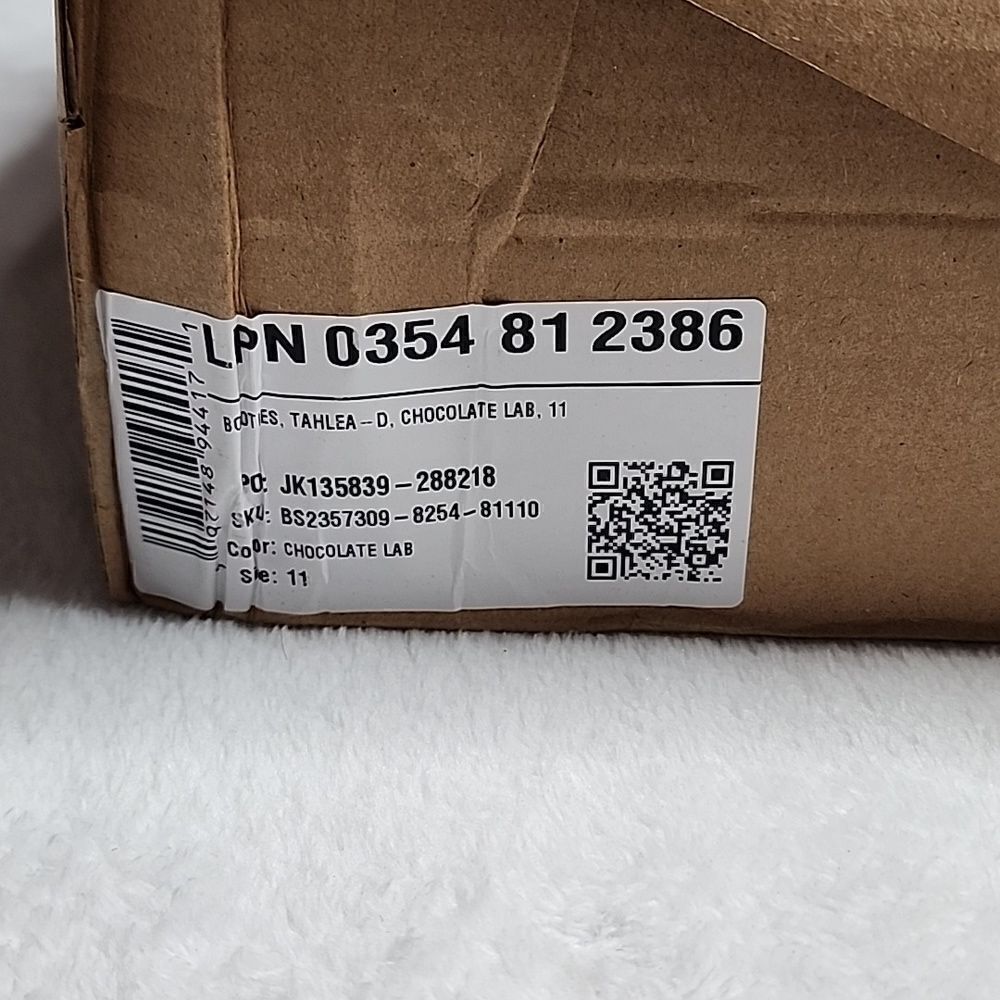 LPN 0354 81 2386
BOOTIES, TAHLEA-D, CHOCOLATE LAB, 11
PO: JK135839-288218
SKU: BS2357309-8254-81110
Color: CHOCOLATE LAB
Size: 11